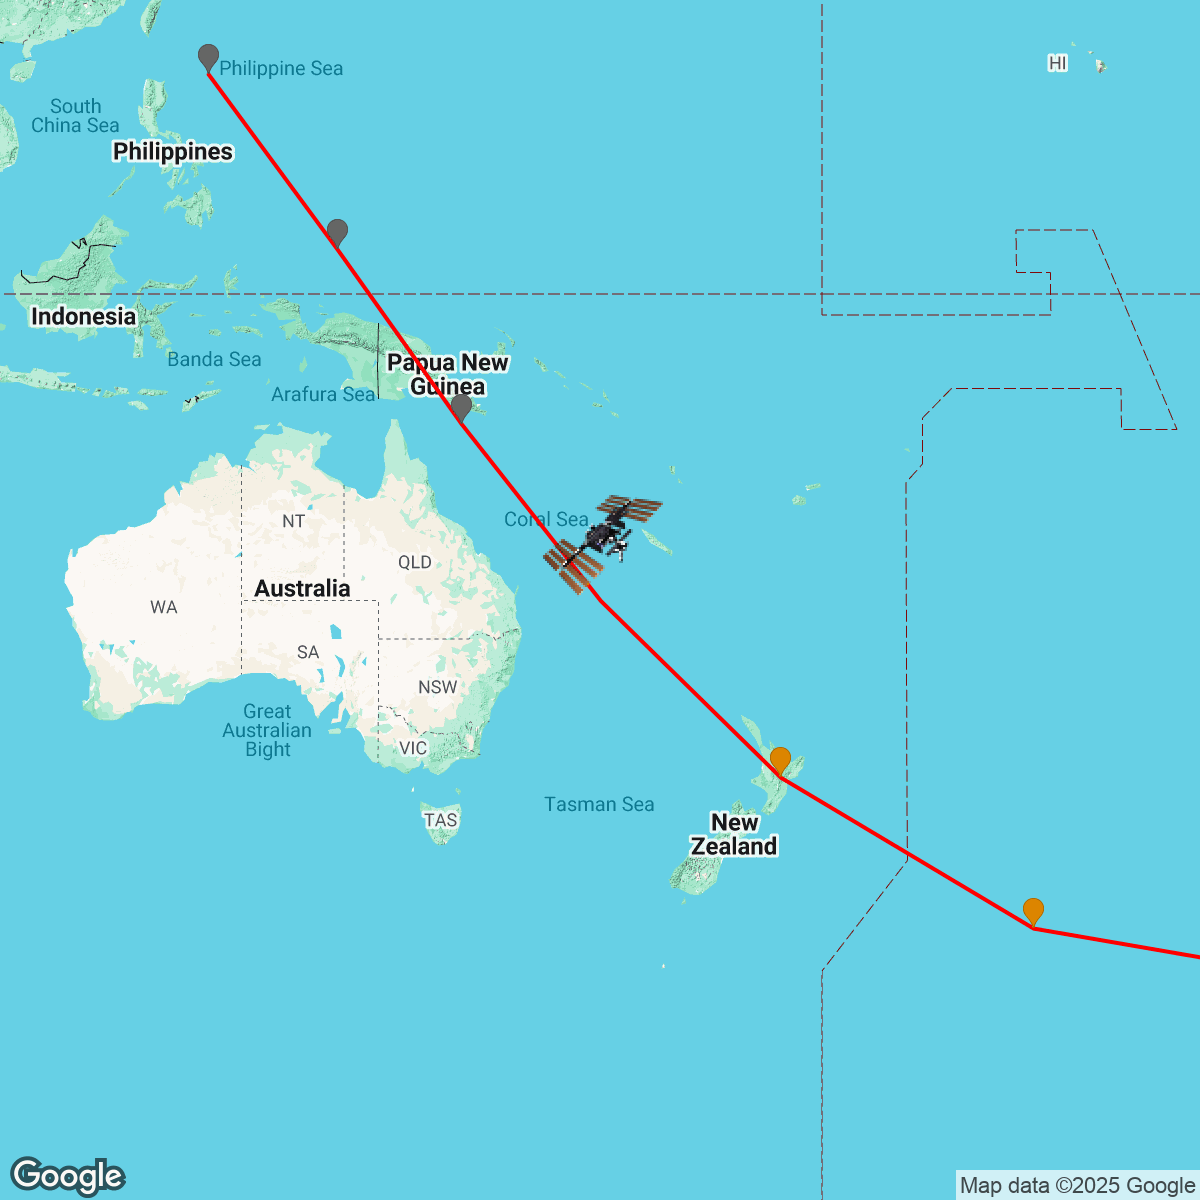 HI
Philippine Sea
South
China Sea
Philippines
Indonesia
Banda Sea
Papua New
Guinea
Arafura Sea
Coral Sea
NT
QLD
Australia
WA
SA
NSW
Great
Australian
Bight
VIC
Tasman Sea
TAS
New
Zealand
Google
Map data ©2025 Google